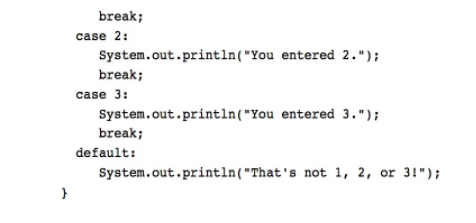 break;
case 2:
System.out.println("You entered 2.");
break;
case 3:
System.out.println("You entered 3.");
break;
default:
System.out.println("That's not 1, 2, or 3!");
}